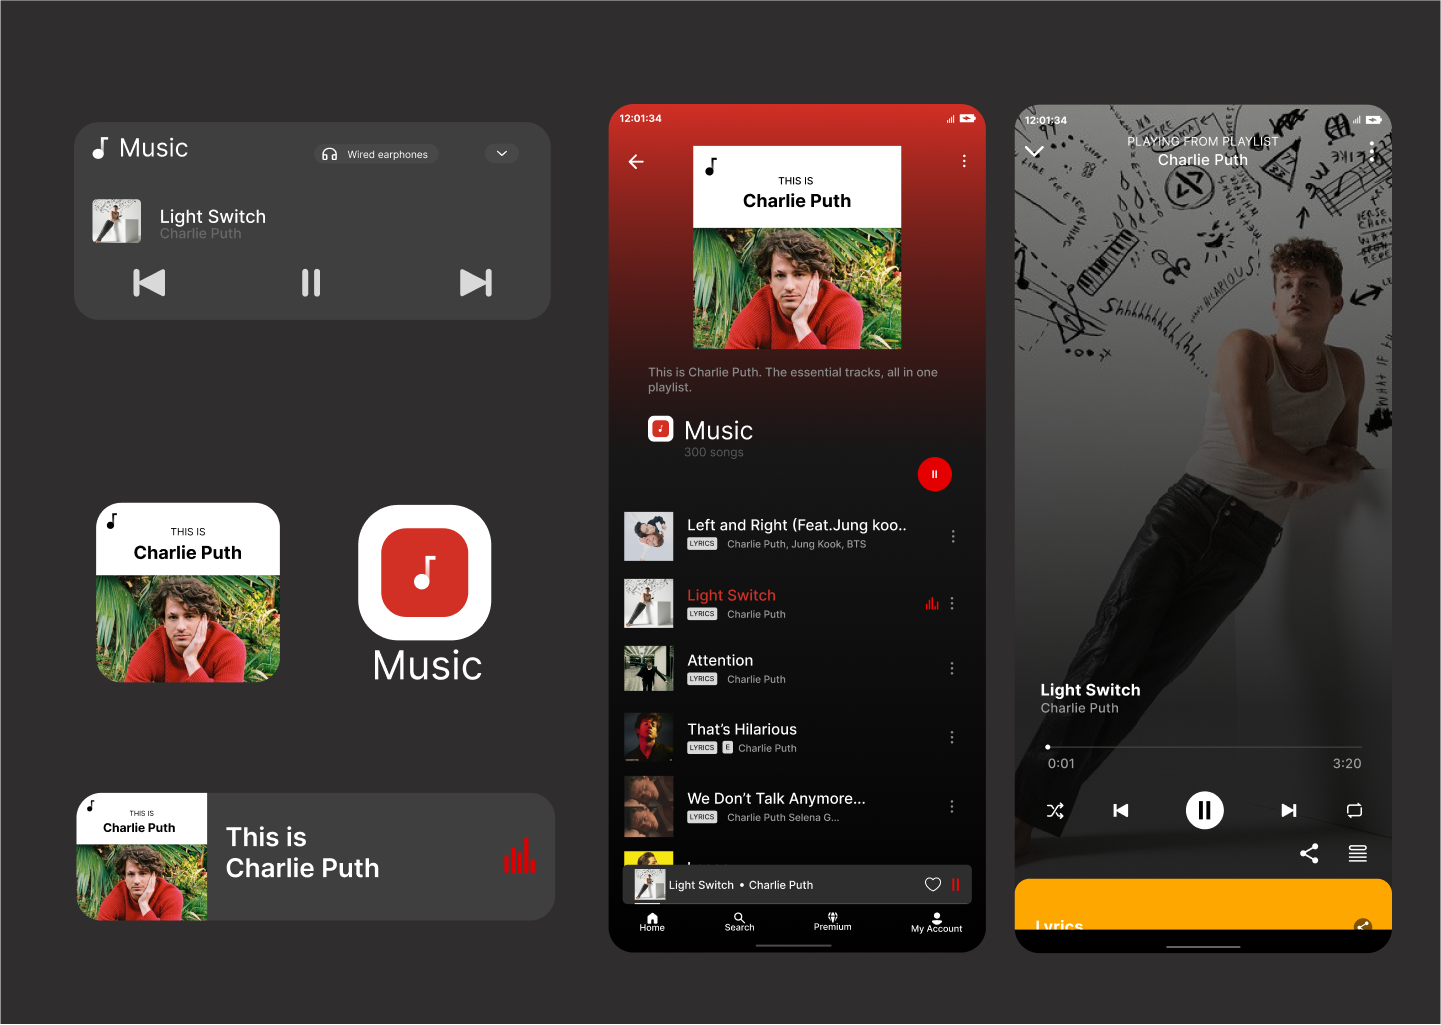 Music
Wired earphones
Light Switch
Charlie Puth
THIS IS
Charlie Puth
Music
THIS IS
Charlie Puth
This is
Charlie Puth
12:01:34
THIS IS
Charlie Puth
This is Charlie Puth. The essential tracks, all in one
playlist.
Music
300 songs
Left and Right (Feat.Jung koo..
LYRICS Charlie Puth, Jung Kook, BTS
Light Switch
LYRICS Charlie Puth
Attention
LYRICS Charlie Puth
That's Hilarious
LYRICS E Charlie Puth
We Don't Talk Anymore...
LYRICS Charlie Puth Selena G...
Light Switch • Charlie Puth
Home
Search
Premium
My Account
12:01:34
PLAYING FROM PLAYLIST
Charlie Puth
HILARIOUS!
Light Switch
Charlie Puth
0:01
3:20
Lyrics